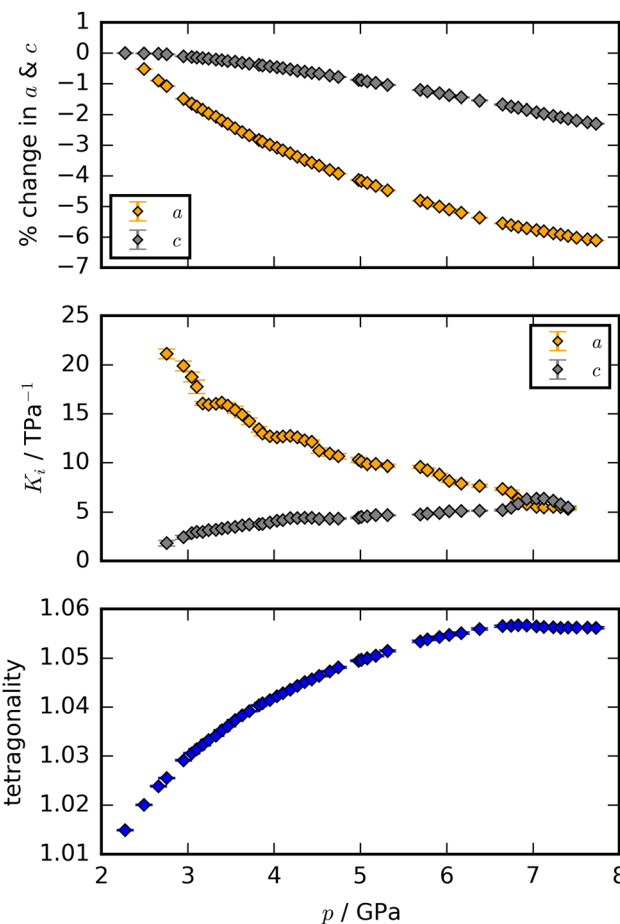 % change in a & c
1
0
−1
−2
−3
−4
−5
−6
−7
a
c
K_i / TPa⁻¹
25
20
15
10
5
0
a
c
tetragonality
1.06
1.05
1.04
1.03
1.02
1.01
2 3 4 5 6 7 8
p / GPa